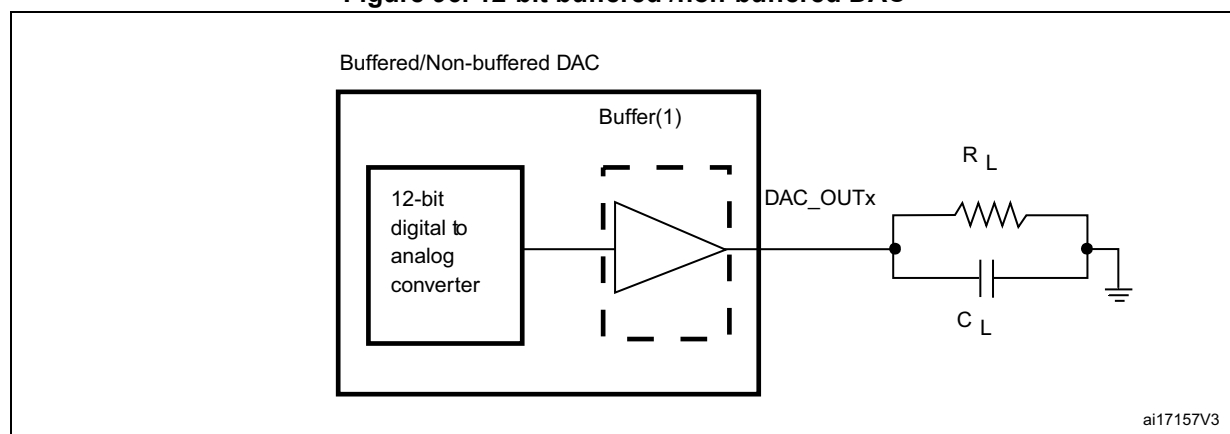 Buffered/Non-buffered DAC
Buffer(1)
12-bit
digital to
analog
converter
DAC_OUTx
R L
C L
ai17157V3